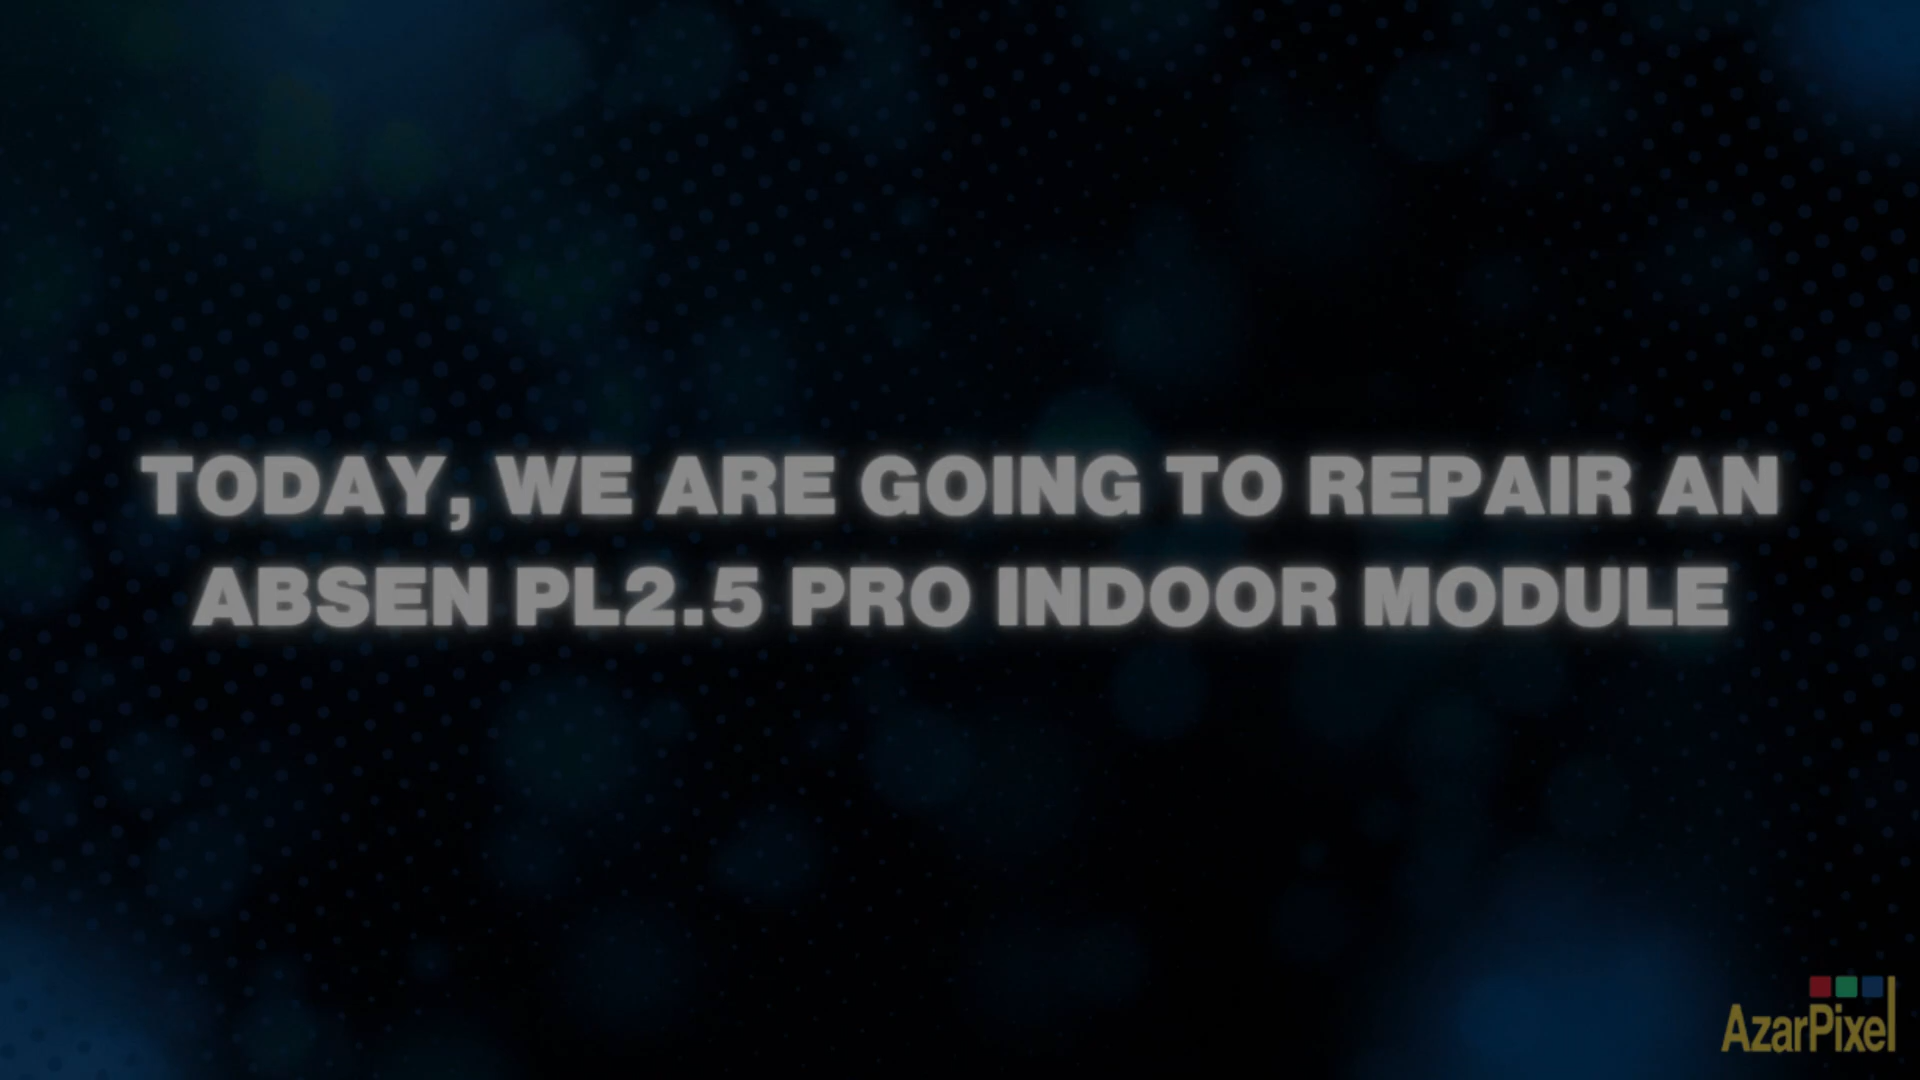 TODAY, WE ARE GOING TO REPAIR AN
ABSEN PL2.5 PRO INDOOR MODULE
AzarPixel